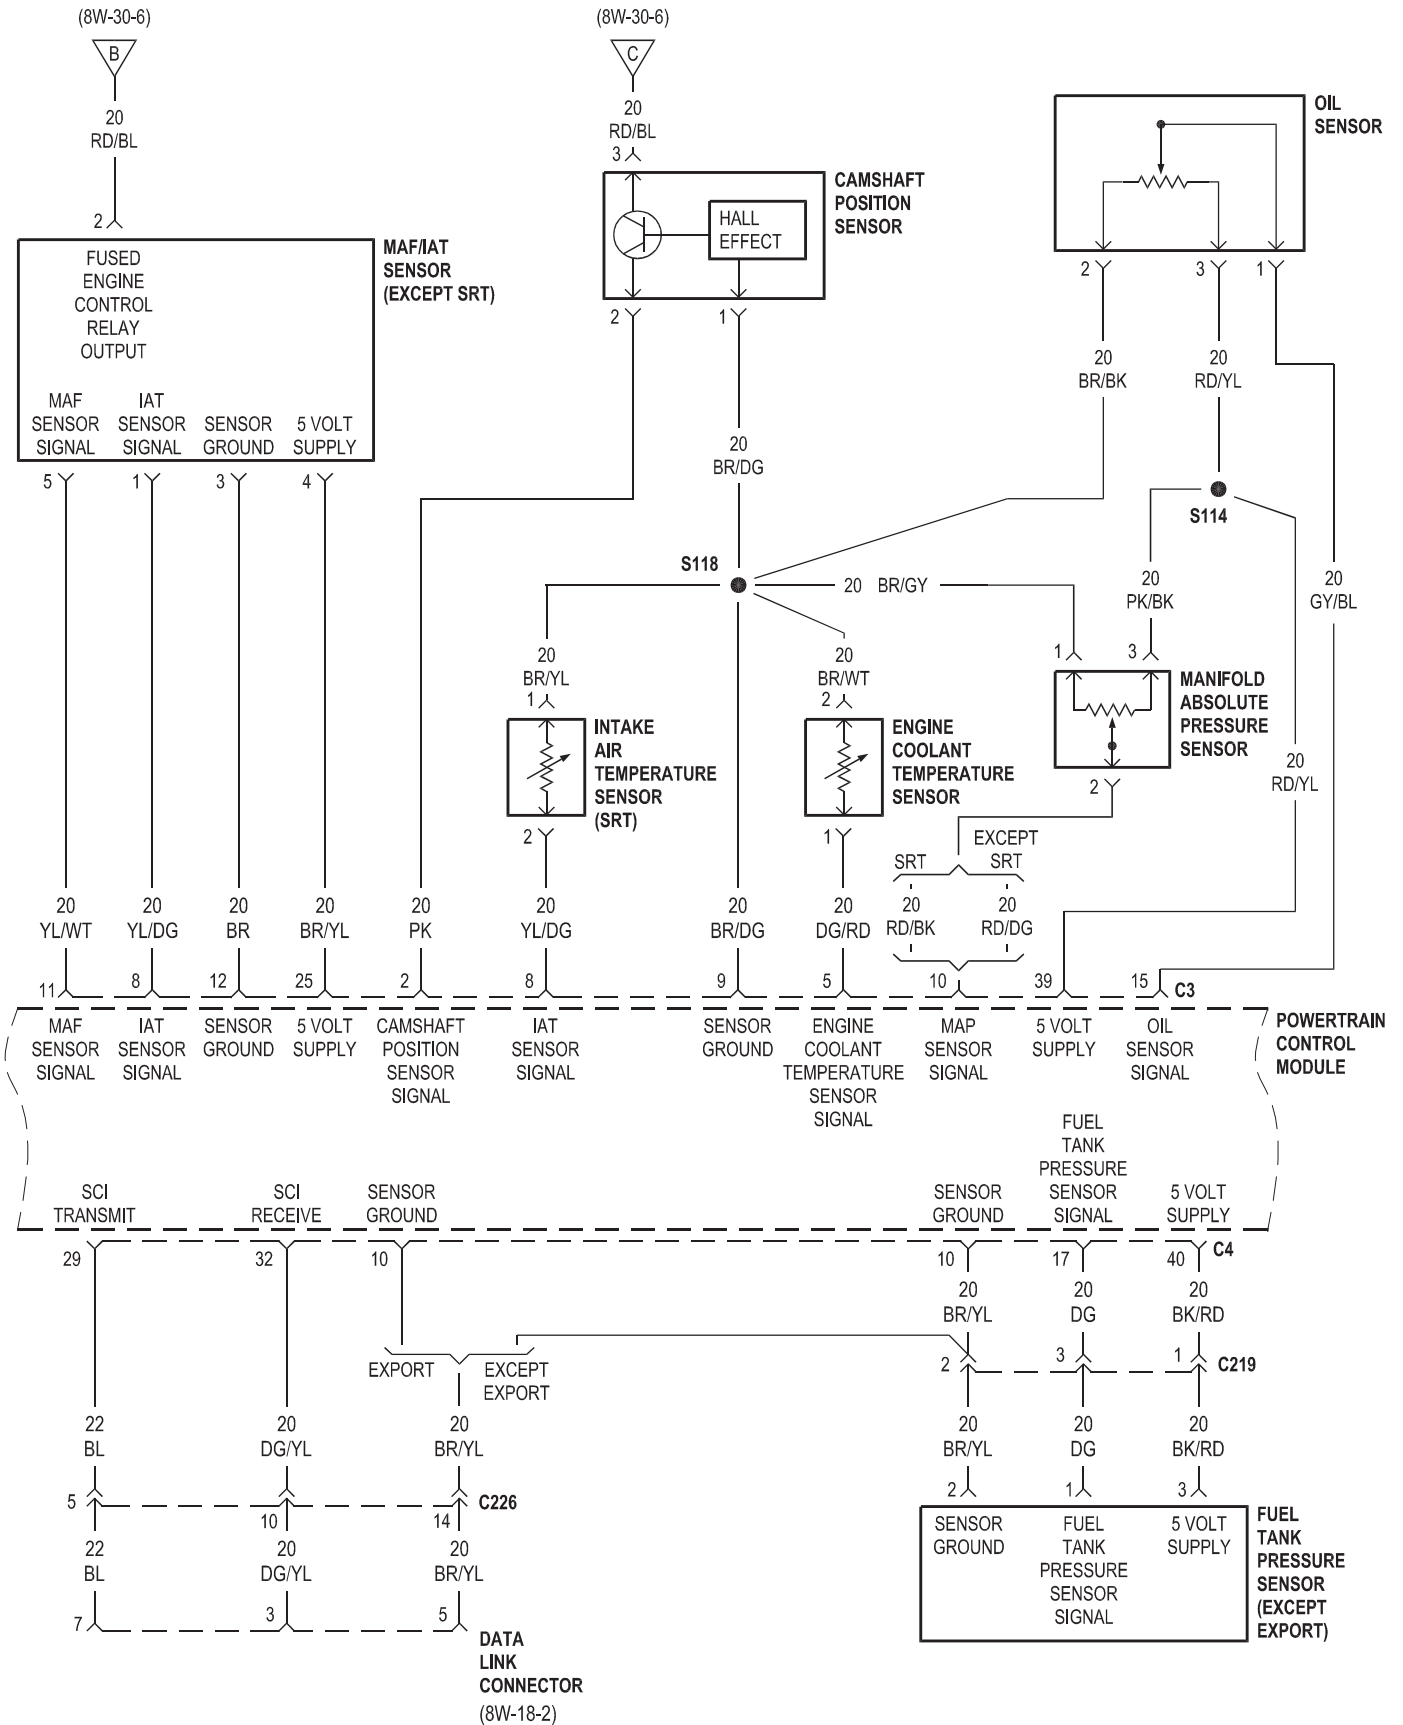 (8W-30-6)
(8W-30-6)
B
C
20
RD/BL
20
RD/BL
OIL
SENSOR
2
3
CAMSHAFT
POSITION
SENSOR
HALL
EFFECT
MAF/IAT
SENSOR
(EXCEPT SRT)
FUSED
ENGINE
CONTROL
RELAY
OUTPUT
2
3
1
2
1
20
BR/BK
20
RD/YL
MAF
SENSOR
SIGNAL
IAT
SENSOR
SIGNAL
SENSOR
GROUND
5 VOLT
SUPPLY
5
1
3
4
20
BR/DG
S114
S118
20 BR/GY
20
PK/BK
20
GY/BL
20
BR/YL
1
20
BR/WT
2
1
3
INTAKE
AIR
TEMPERATURE
SENSOR
(SRT)
ENGINE
COOLANT
TEMPERATURE
SENSOR
MANIFOLD
ABSOLUTE
PRESSURE
SENSOR
20
RD/YL
2
2
1
SRT
EXCEPT
SRT
20
YL/WT
20
YL/DG
20
BR
20
BR/YL
20
PK
20
YL/DG
20
BR/DG
20
DG/RD
20
RD/BK
20
RD/DG
11
8
12
25
2
8
9
5
10
39
15
C3
MAF
SENSOR
SIGNAL
IAT
SENSOR
SIGNAL
SENSOR
GROUND
5 VOLT
SUPPLY
CAMSHAFT
POSITION
SENSOR
SIGNAL
IAT
SENSOR
SIGNAL
SENSOR
GROUND
ENGINE
COOLANT
TEMPERATURE
SENSOR
SIGNAL
MAP
SENSOR
SIGNAL
5 VOLT
SUPPLY
OIL
SENSOR
SIGNAL
POWERTRAIN
CONTROL
MODULE
SCI
TRANSMIT
SCI
RECEIVE
SENSOR
GROUND
SENSOR
GROUND
FUEL
TANK
PRESSURE
SENSOR
SIGNAL
5 VOLT
SUPPLY
29
32
10
10
17
40
C4
20
BR/YL
20
DG
20
BK/RD
EXPORT
EXCEPT
EXPORT
2
3
1
C219
22
BL
20
DG/YL
20
BR/YL
20
BR/YL
20
DG
20
BK/RD
5
10
14
C226
2
1
3
22
BL
20
DG/YL
20
BR/YL
SENSOR
GROUND
FUEL
TANK
PRESSURE
SENSOR
SIGNAL
5 VOLT
SUPPLY
FUEL
TANK
PRESSURE
SENSOR
(EXCEPT
EXPORT)
7
3
5
DATA
LINK
CONNECTOR
(8W-18-2)